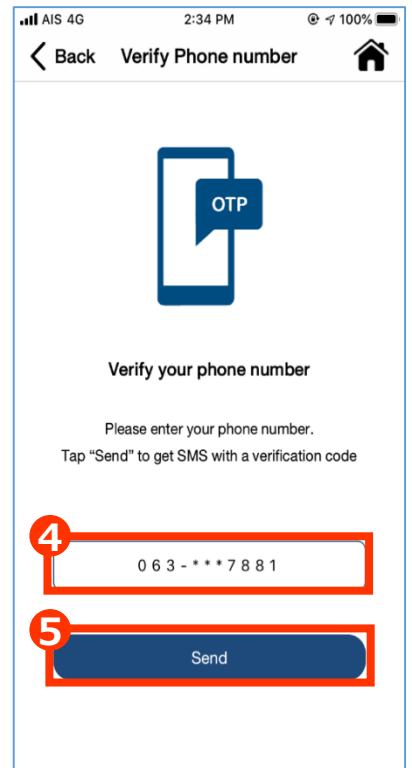 AIS 4G 2:34 PM 100%
Back Verify Phone number
OTP
Verify your phone number
Please enter your phone number.
Tap “Send” to get SMS with a verification code
4
063-***7881
5
Send